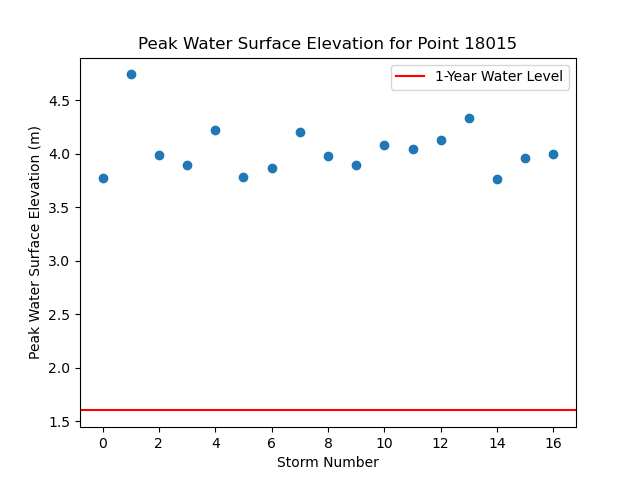 Peak Water Surface Elevation for Point 18015
1-Year Water Level
Peak Water Surface Elevation (m)
4.5
4.0
3.5
3.0
2.5
2.0
1.5
0 2 4 6 8 10 12 14 16
Storm Number